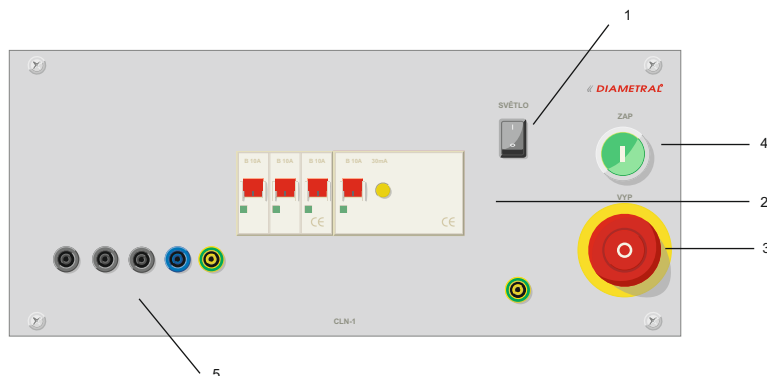 1
DIAMETRAL
SVĚTLO
ZAP
4
B 10A B 10A B 10A B 10A 30mA
I
O
I
2
VYP
CE CE
3
O
CLN-1
5